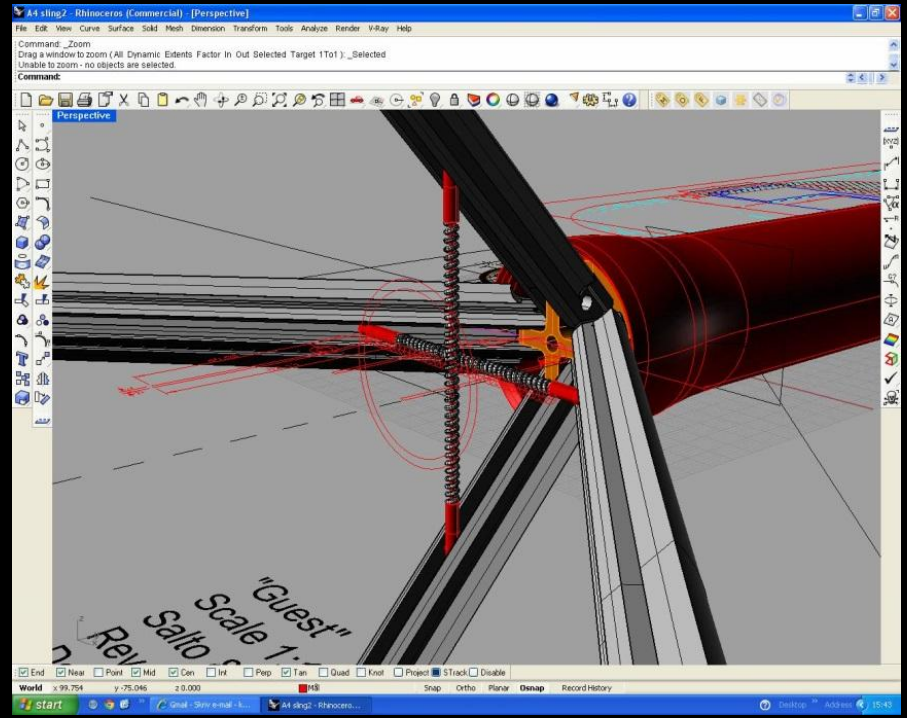 A4 sling2 - Rhinoceros (Commercial) - [Perspective]
File Edit View Curve Surface Solid Mesh Dimension Transform Tools Analyze Render V-Ray Help
Command: _Zoom
Drag a window to zoom ( All Dynamic Extents Factor In Out Selected Target 1To1 ): _Selected
Unable to zoom - no objects are selected.
Command:
Perspective
"Guest"
Scale 1:
Salto
Rev
End Near Point Mid Cen Int Perp Tan Quad Knot Project STrack Disable
World x 99.754 y -75.046 z 0.000 Snap Ortho Planar Osnap Record History
start Gmail - Skriv e-mail - k... A4 sling2 - Rhinocero... Desktop Address 15:43